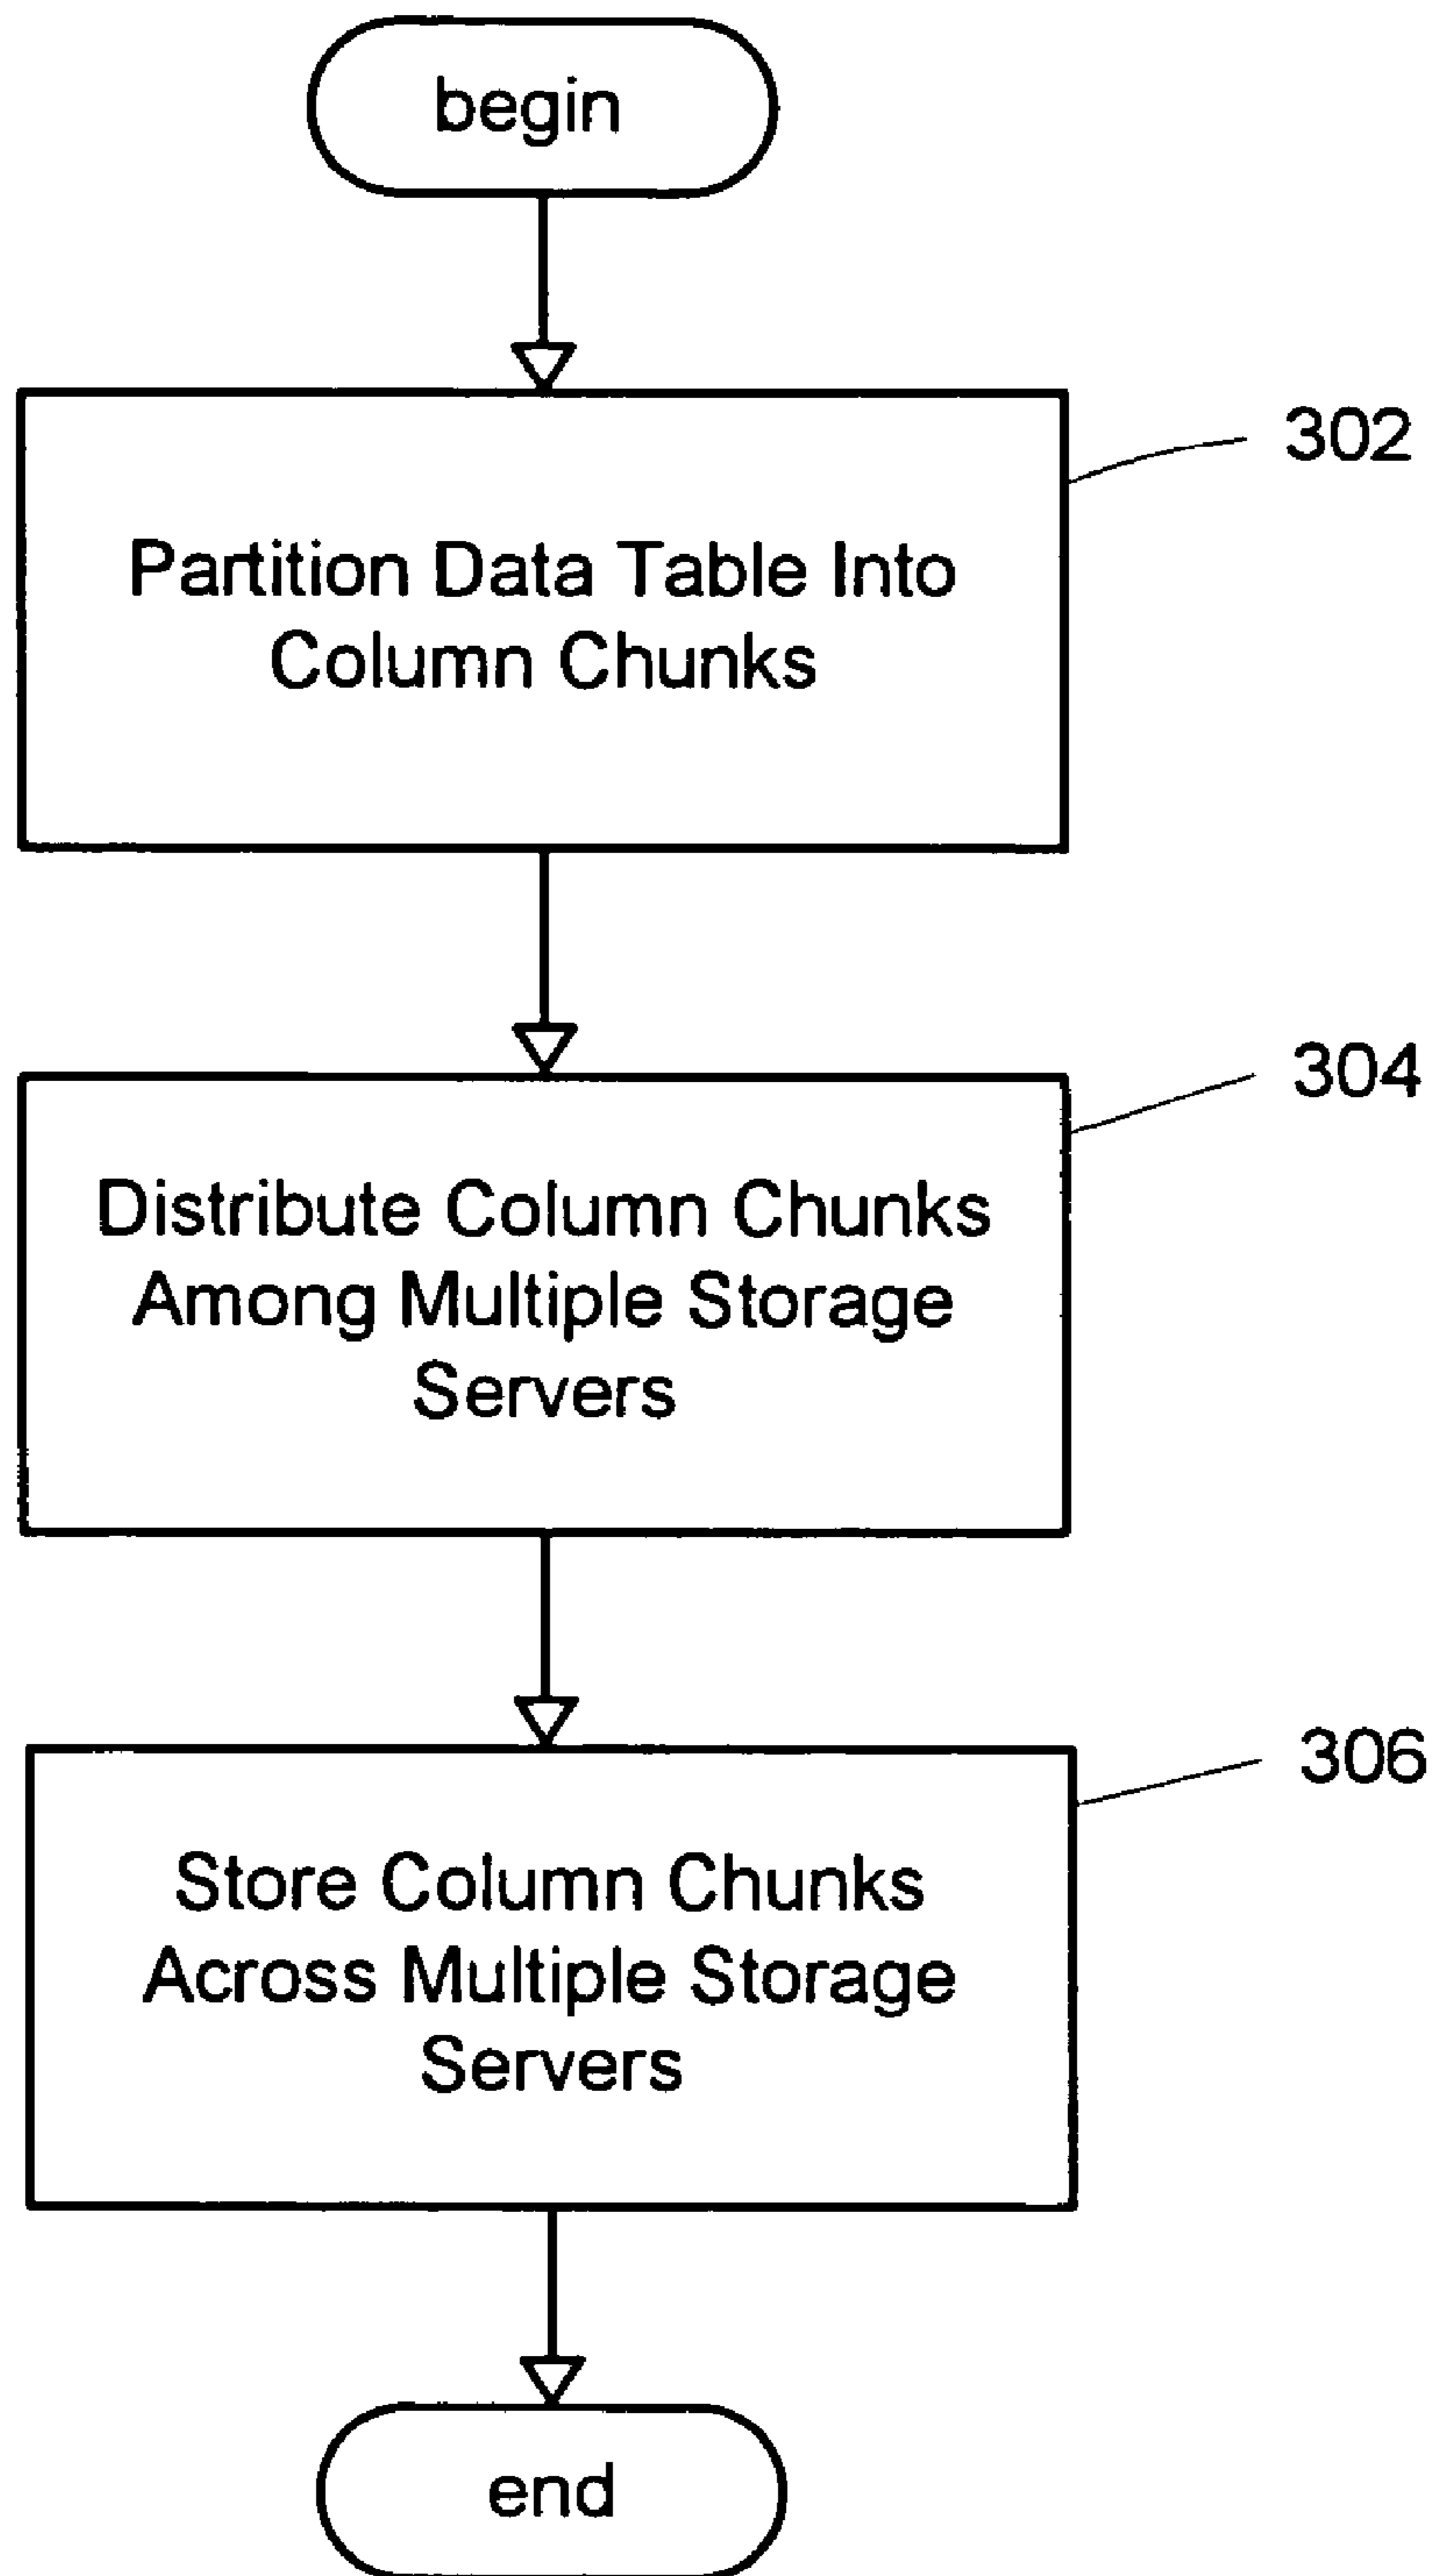 begin
302
Partition Data Table Into
Column Chunks
304
Distribute Column Chunks
Among Multiple Storage
Servers
306
Store Column Chunks
Across Multiple Storage
Servers
end